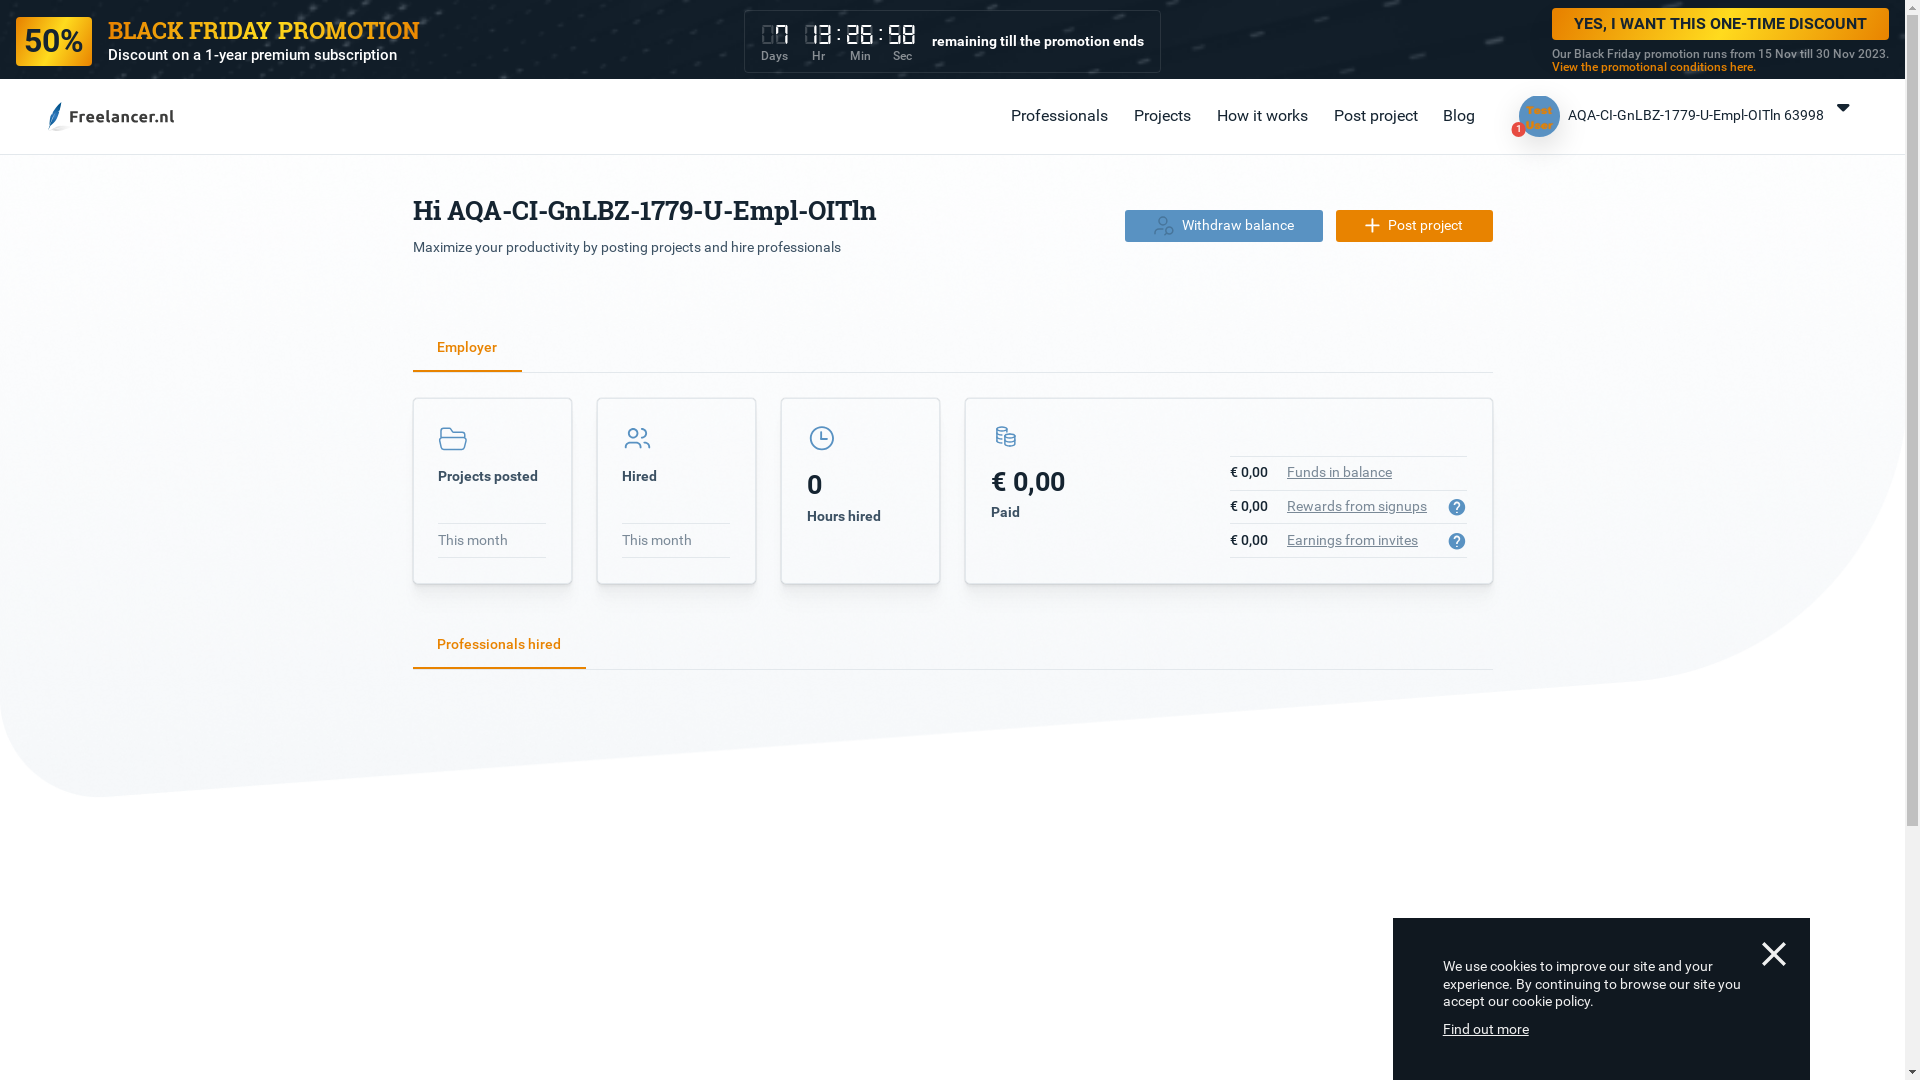 50%
BLACK FRIDAY PROMOTION
Discount on a 1-year premium subscription
7 13 : 26 : 58
Days Hr Min Sec
remaining till the promotion ends
YES, I WANT THIS ONE-TIME DISCOUNT
Our Black Friday promotion runs from 15 Nov till 30 Nov 2023.
View the promotional conditions here.
Freelancer.nl
Professionals
Projects
How it works
Post project
Blog
Test
User
1
AQA-CI-GnLBZ-1779-U-Empl-OITln 63998
Hi AQA-CI-GnLBZ-1779-U-Empl-OITln
Maximize your productivity by posting projects and hire professionals
Withdraw balance
Post project
Employer
Projects posted
This month
Hired
This month
0
Hours hired
€ 0,00
Paid
€ 0,00 Funds in balance
€ 0,00 Rewards from signups ?
€ 0,00 Earnings from invites ?
Professionals hired
We use cookies to improve our site and your
experience. By continuing to browse our site you
accept our cookie policy.
Find out more